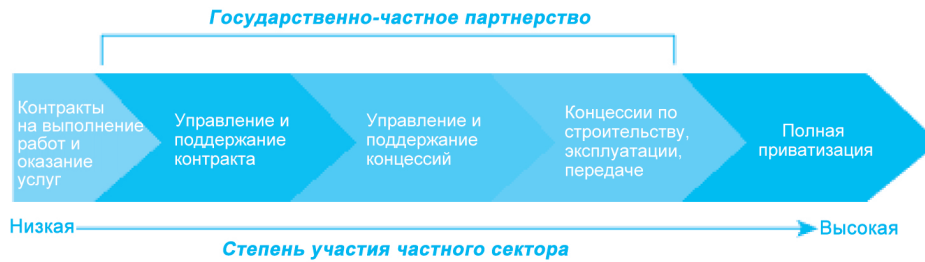 Государственно-частное партнерство
Контракты
на выполнение
работ и
оказание
услуг
Управление и
поддержание
контракта
Управление и
поддержание
концессий
Концессии по
строительству,
эксплуатации,
передаче
Полная
приватизация
Низкая
Высокая
Степень участия частного сектора